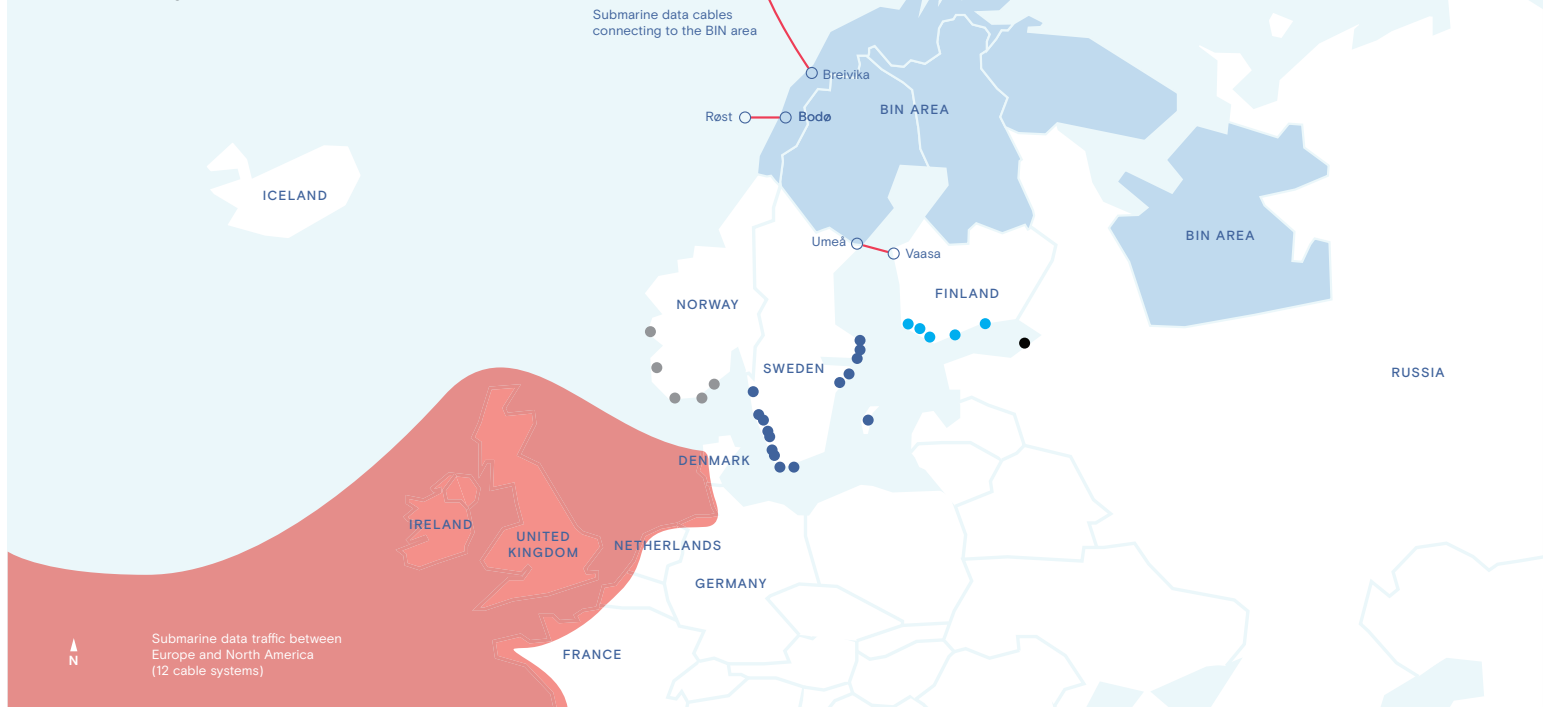 Submarine data cables
connecting to the BIN area
Breivika
BIN AREA
Røst
Bodø
ICELAND
BIN AREA
Umeå
Vaasa
FINLAND
NORWAY
SWEDEN
RUSSIA
DENMARK
IRELAND
UNITED
KINGDOM
NETHERLANDS
GERMANY
FRANCE
N
Submarine data traffic between
Europe and North America
(12 cable systems)